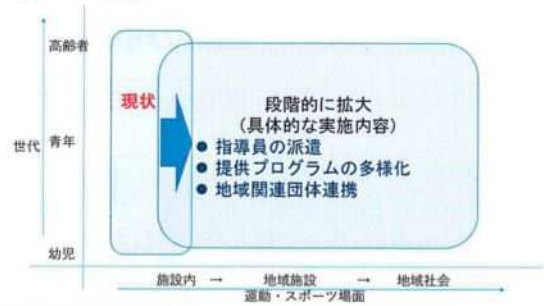 高齢者
現状
段階的に拡大
(具体的な実施内容)
● 指導員の派遣
世代
青年
● 提供プログラムの多様化
● 地域関連団体連携
幼児
施設内 → 地域施設 → 地域社会
運動・スポーツ場面